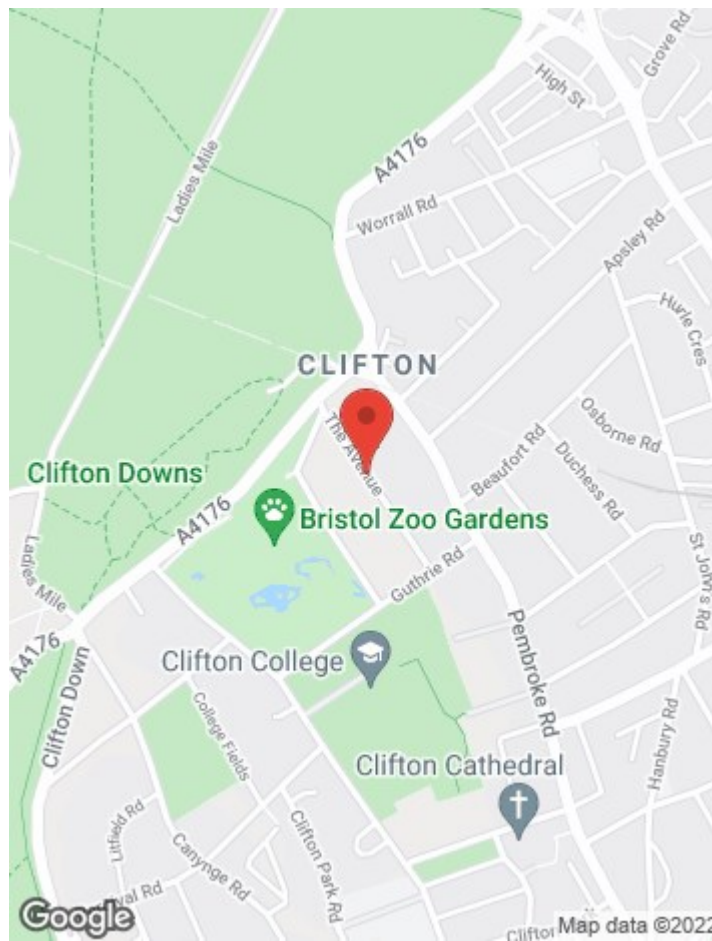 Grove Rd
High St
A4176
Ladies Mile
Worrall Rd
Apsley Rd
Hurle Cres
CLIFTON
The Avenue
Osborne Rd
Beaufort Rd
Duchess Rd
Clifton Downs
A4176
Bristol Zoo Gardens
Ladies Mile
St John's Rd
Guthrie Rd
A4176
Clifton Down
Clifton College
Pembroke Rd
College Fields
Hanbury Rd
Clifton Cathedral
Litfield Rd
Canynge Rd
Clifton Park Rd
ival Rd
Google
Clifton
Map data ©2022